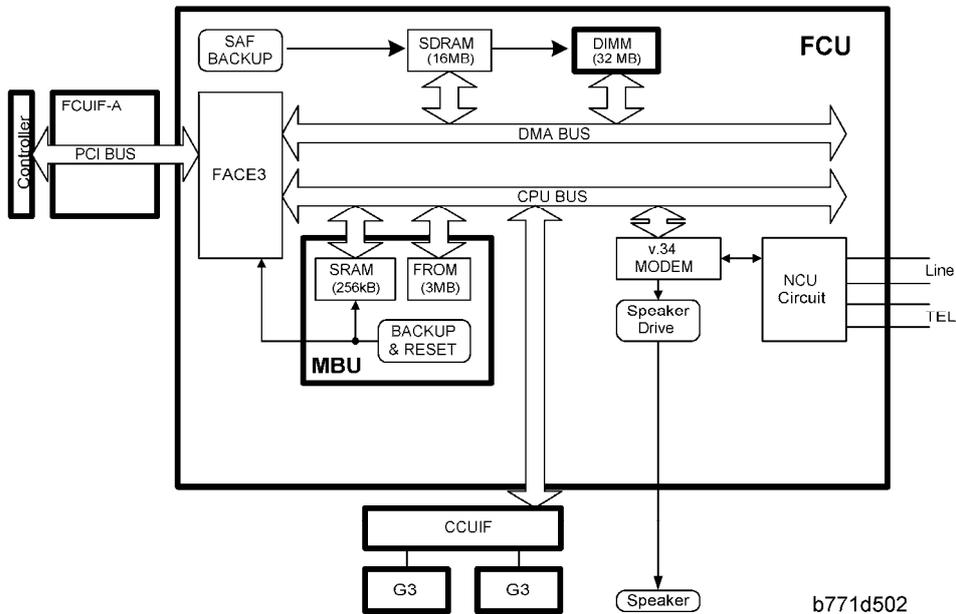 SAF
BACKUP
SDRAM
(16MB)
DIMM
(32 MB)
FCU
FCUIF-A
Controller
PCI BUS
FACE3
DMA BUS
CPU BUS
SRAM
(256kB)
FROM
(3MB)
BACKUP
& RESET
MBU
v.34
MODEM
Speaker
Drive
NCU
Circuit
Line
TEL
CCUIF
G3
G3
Speaker
b771d502